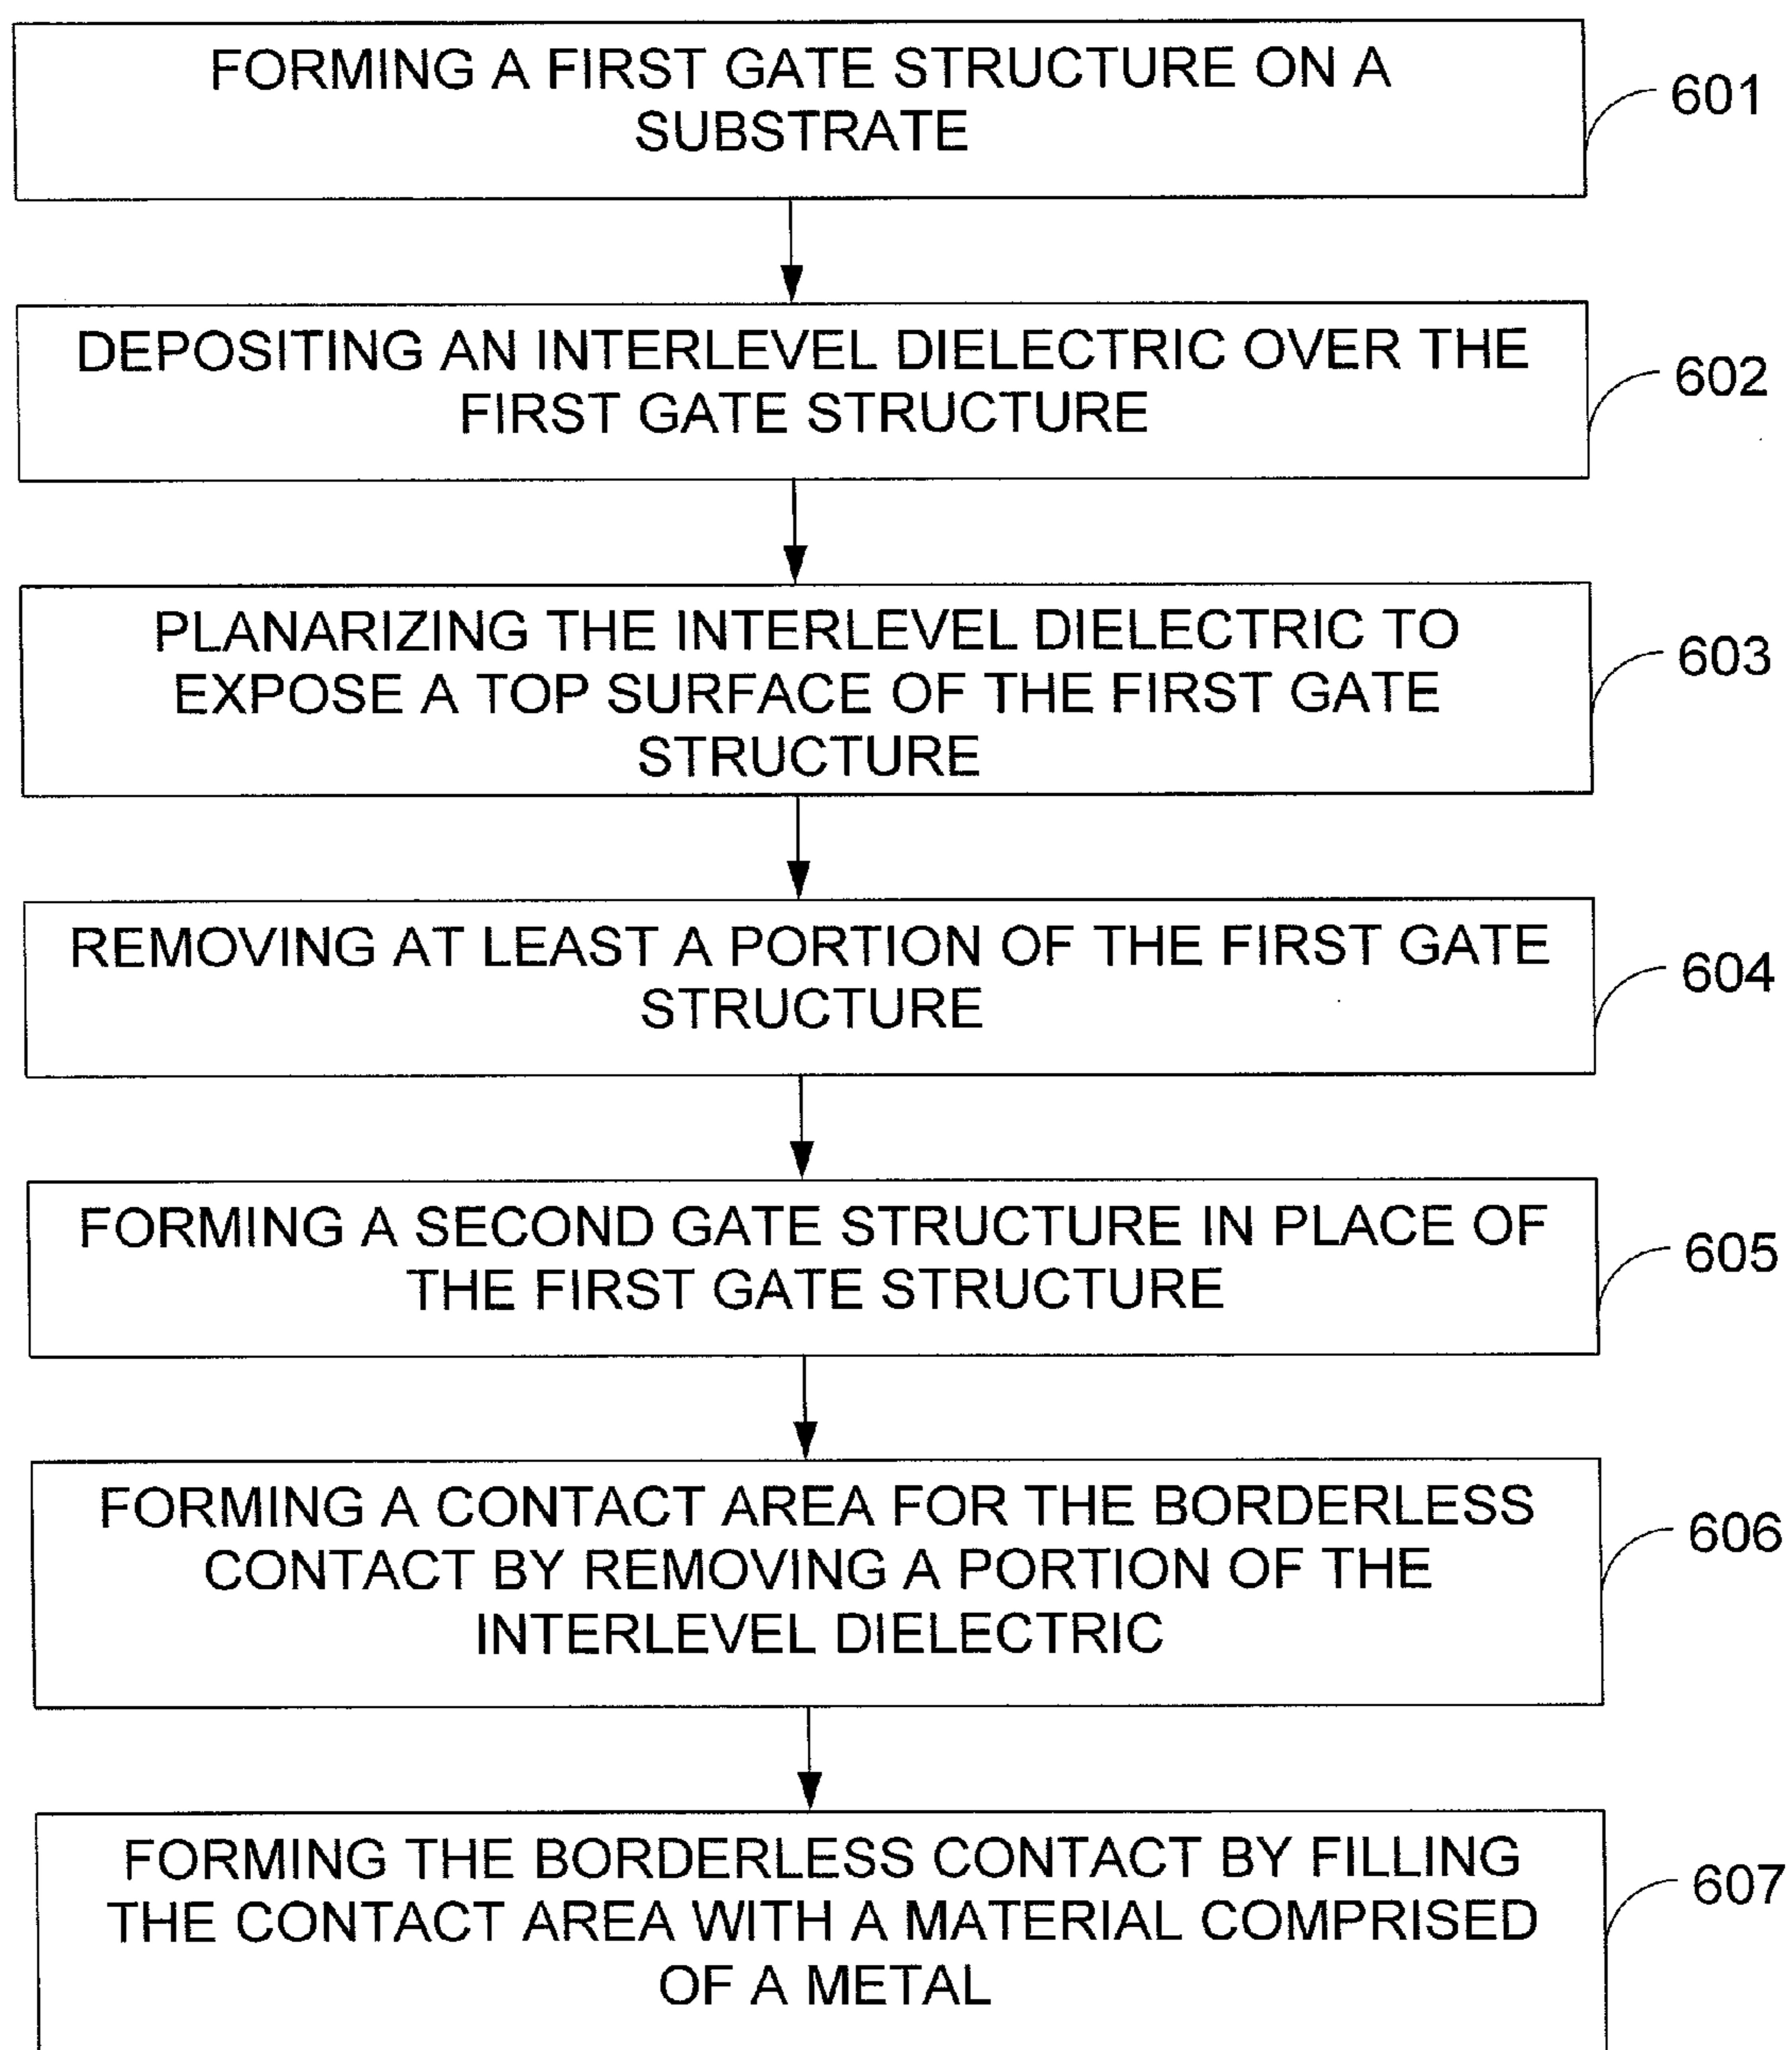 FORMING A FIRST GATE STRUCTURE ON A
SUBSTRATE
601
DEPOSITING AN INTERLEVEL DIELECTRIC OVER THE
FIRST GATE STRUCTURE
602
PLANARIZING THE INTERLEVEL DIELECTRIC TO
EXPOSE A TOP SURFACE OF THE FIRST GATE
STRUCTURE
603
REMOVING AT LEAST A PORTION OF THE FIRST GATE
STRUCTURE
604
FORMING A SECOND GATE STRUCTURE IN PLACE OF
THE FIRST GATE STRUCTURE
605
FORMING A CONTACT AREA FOR THE BORDERLESS
CONTACT BY REMOVING A PORTION OF THE
INTERLEVEL DIELECTRIC
606
FORMING THE BORDERLESS CONTACT BY FILLING
THE CONTACT AREA WITH A MATERIAL COMPRISED
OF A METAL
607